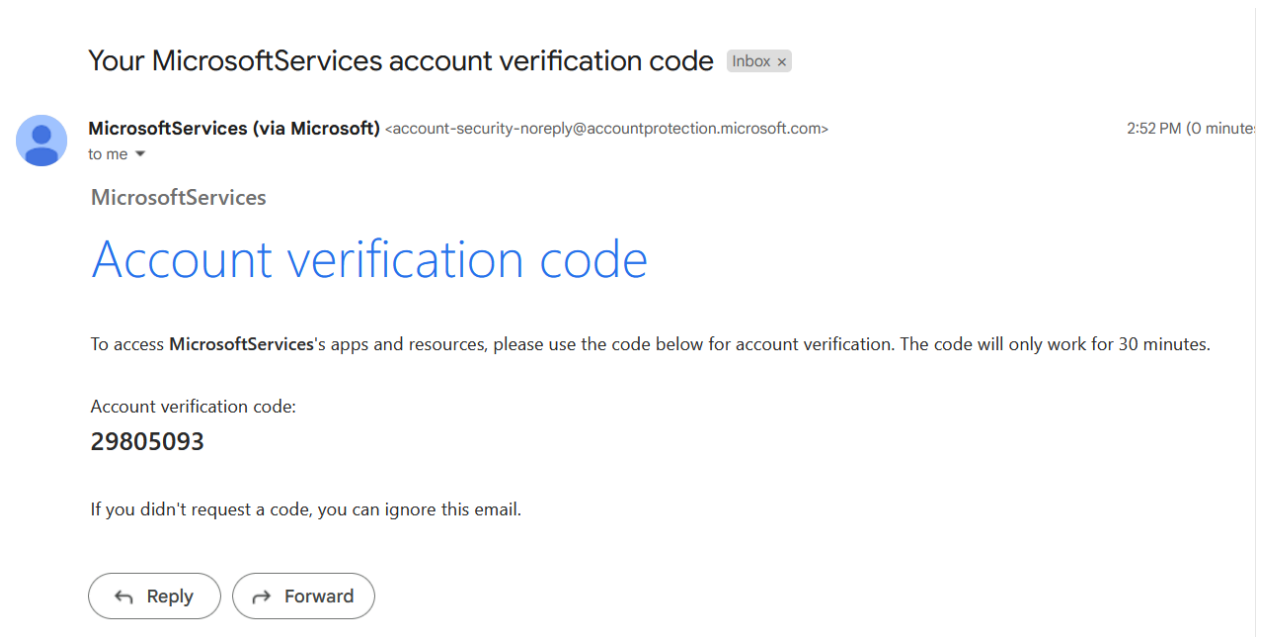 Your MicrosoftServices account verification code Inbox ×
MicrosoftServices (via Microsoft) <account-security-noreply@accountprotection.microsoft.com> 2:52 PM (0 minute
to me
MicrosoftServices
Account verification code
To access MicrosoftServices's apps and resources, please use the code below for account verification. The code will only work for 30 minutes.
Account verification code:
29805093
If you didn't request a code, you can ignore this email.
Reply Forward